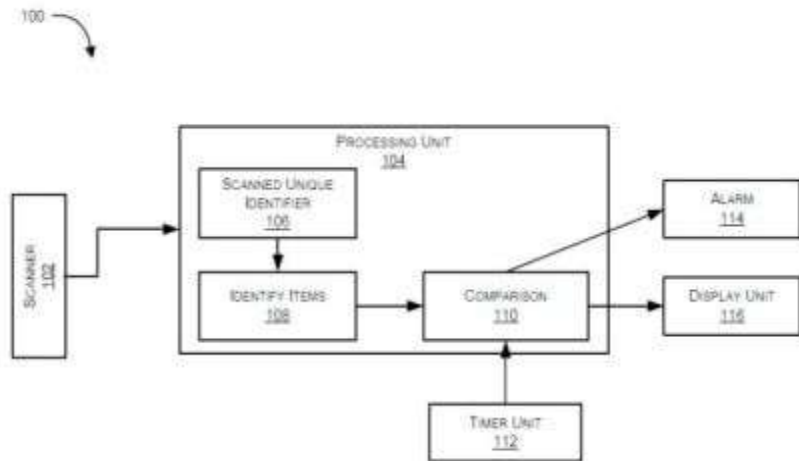 100
PROCESSING UNIT
104
SCANNED UNIQUE
IDENTIFIER
106
SCANNER
102
ALARM
114
IDENTIFY ITEMS
108
COMPARISON
110
DISPLAY UNIT
116
TIMER UNIT
112